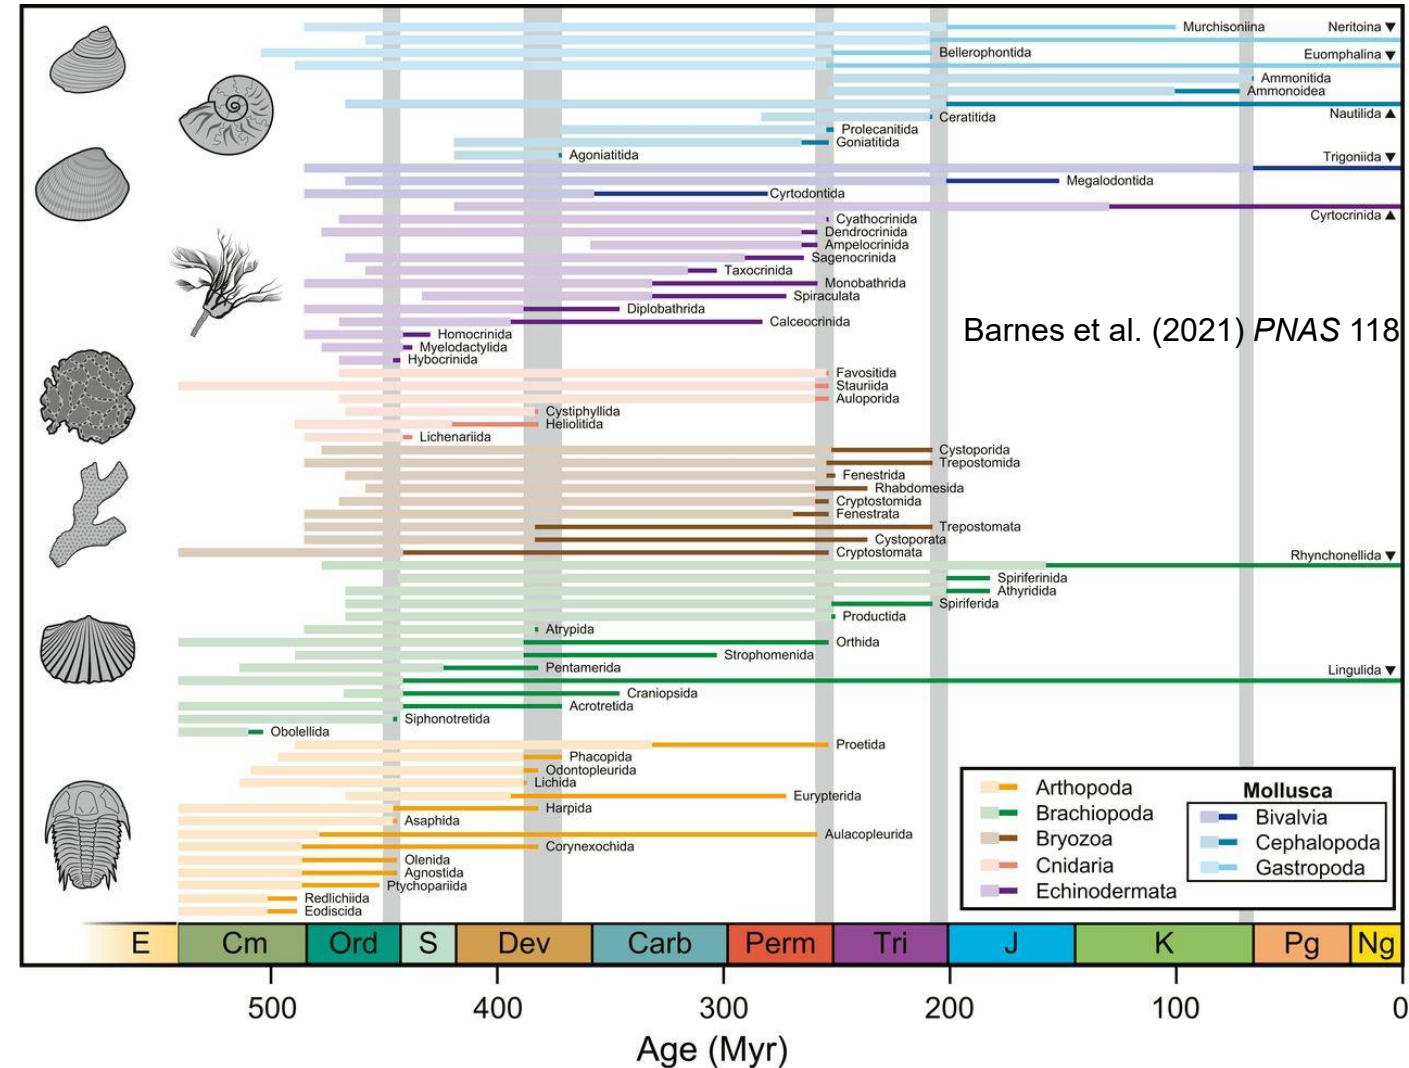 Murchisoniina
Neritoina ▼
Bellerophontida
Euomphalina ▼
Ammonitida
Ammonoidea
Nautilida ▲
Ceratitida
Prolecanitida
Goniatitida
Agoniatitida
Trigoniida ▼
Megalodontida
Cyrtodontida
Cyrtocrinida ▲
Cyathocrinida
Dendrocrinida
Ampelocrinida
Sagenocrinida
Taxocrinida
Monobathrida
Spiraculata
Diplobathrida
Calceocrinida
Homocrinida
Myelodactylida
Hybocrinida
Barnes et al. (2021) PNAS 118
Favositida
Stauriida
Auloporida
Cystiphyllida
Heliolitida
Lichenariida
Cystoporida
Trepostomida
Fenestrida
Rhabdomesida
Cryptostomida
Fenestrata
Trepostomata
Cystoporata
Cryptostomata
Rhynchonellida ▼
Spiriferinida
Athyridida
Spiriferida
Productida
Atrypida
Orthida
Strophomenida
Pentamerida
Lingulida ▼
Craniopsida
Acrotretida
Siphonotretida
Obolellida
Proetida
Phacopida
Odontopleurida
Lichida
Eurypterida
Harpida
Asaphida
Aulacopleurida
Corynexochida
Olenida
Agnostida
Ptychopariida
Redlichiida
Eodiscida
Arthopoda
Brachiopoda
Bryozoa
Cnidaria
Echinodermata
Mollusca
Bivalvia
Cephalopoda
Gastropoda
E Cm Ord S Dev Carb Perm Tri J K Pg Ng
500 400 300 200 100 0
Age (Myr)